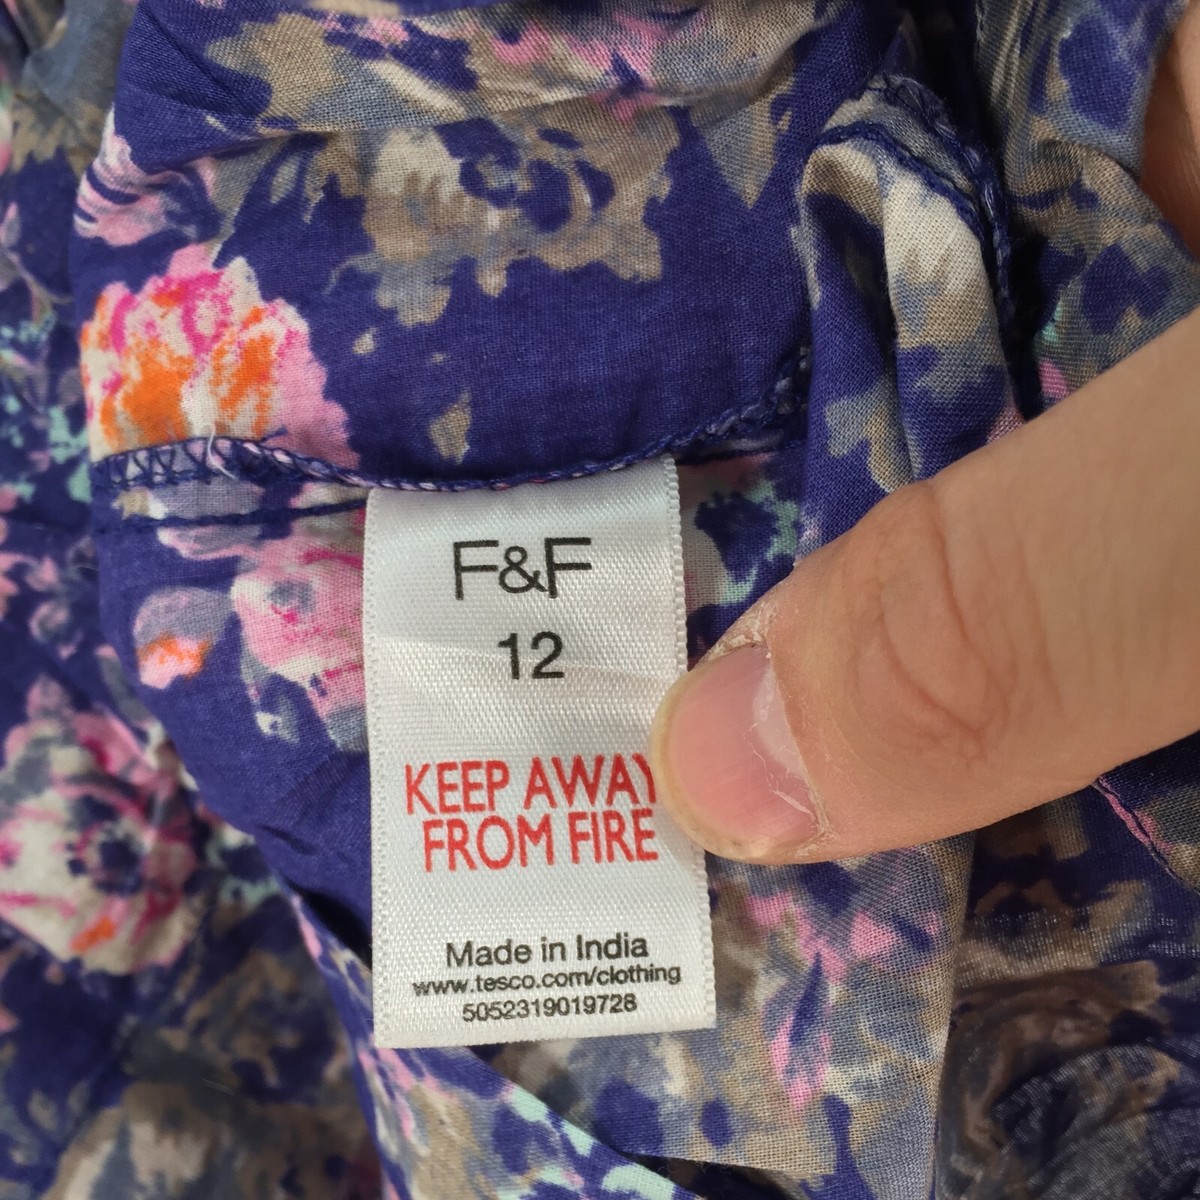 F&F
12
KEEP AWAY
FROM FIRE
Made in India
www.tesco.com/clothing
5052319019728